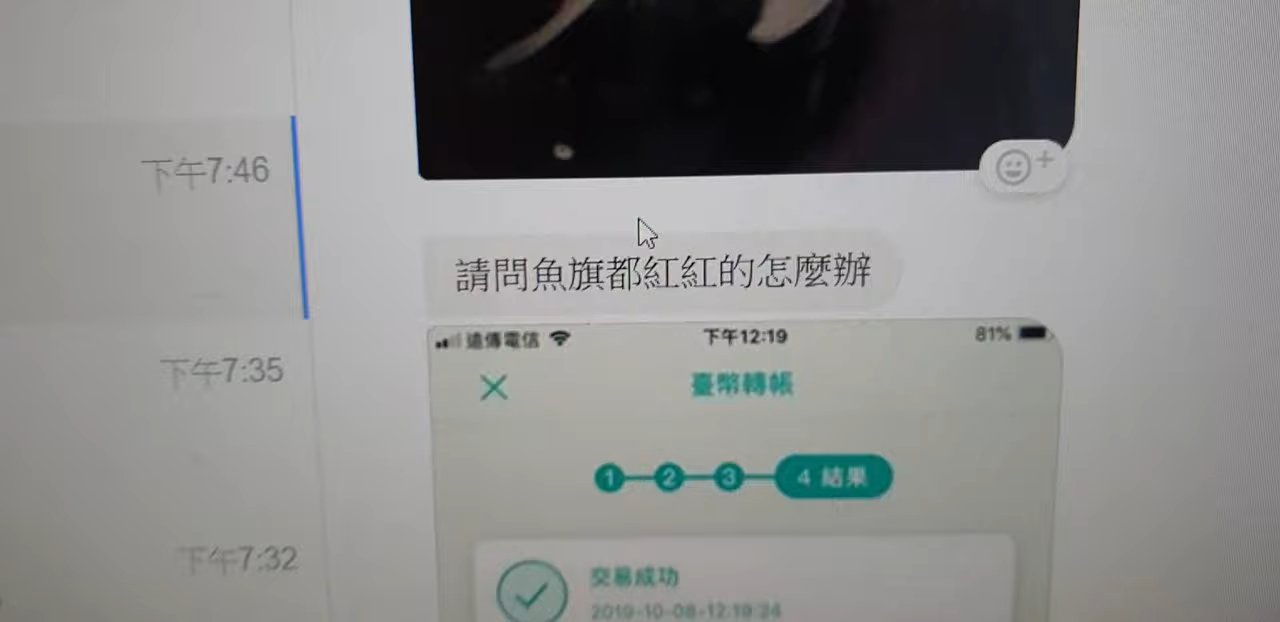 下午7:46
請問魚旗都紅紅的怎麼辦
遠傳電信
下午12:19
81%
臺幣轉帳
下午7:35
1
2
3
4 結果
下午7:32
交易成功
2019-10-08-12:19:24